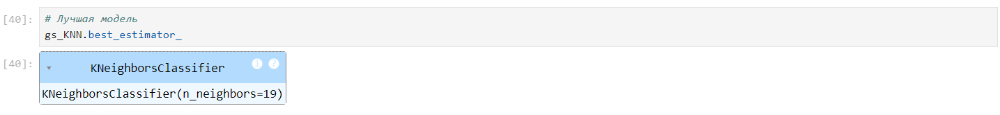 [40]: # Лучшая модель
gs_KNN.best_estimator_
[40]: KNeighborsClassifier i ?
KNeighborsClassifier(n_neighbors=19)